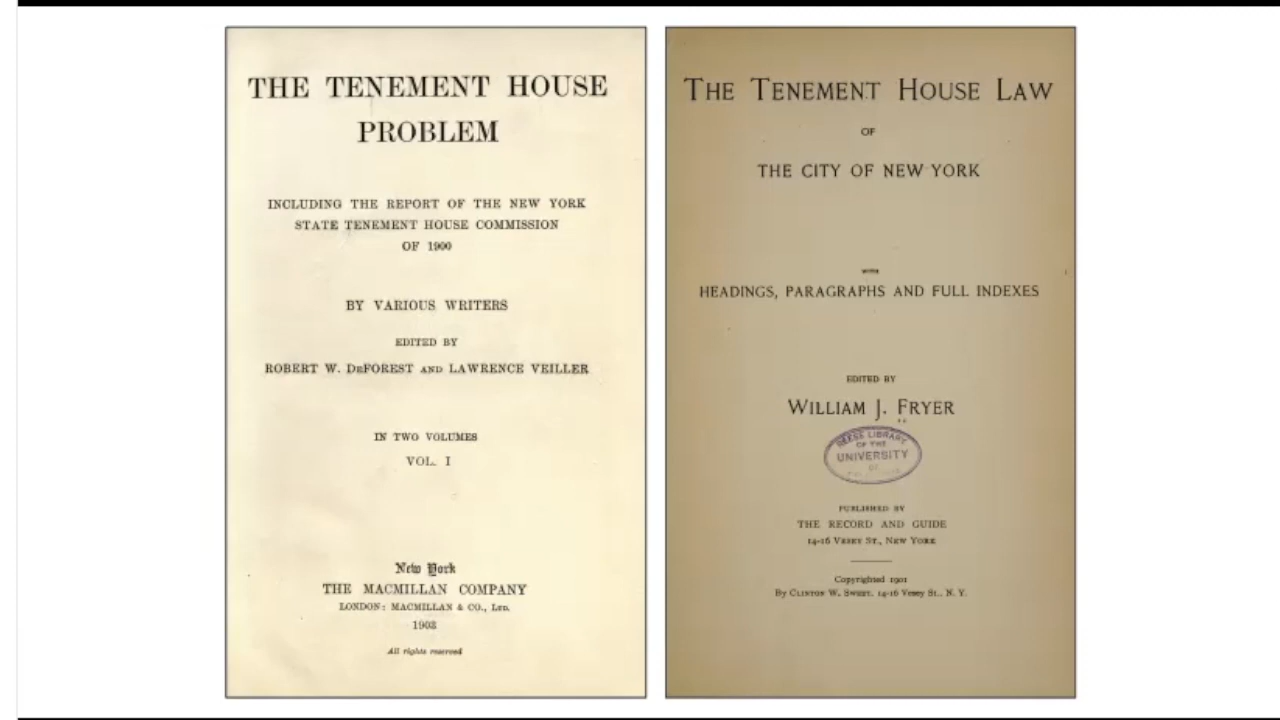 THE TENEMENT HOUSE
PROBLEM
INCLUDING THE REPORT OF THE NEW YORK
STATE TENEMENT HOUSE COMMISSION
OF 1900
BY VARIOUS WRITERS
EDITED BY
ROBERT W. DeFOREST AND LAWRENCE VEILLER
IN TWO VOLUMES
VOL. I
New York
THE MACMILLAN COMPANY
LONDON: MACMILLAN & CO., LTD.
1903
All rights reserved
THE TENEMENT HOUSE LAW
OF
THE CITY OF NEW YORK
WITH
HEADINGS, PARAGRAPHS AND FULL INDEXES
EDITED BY
WILLIAM J. FRYER
REESE LIBRARY
OF THE
UNIVERSITY
OF
PUBLISHED BY
THE RECORD AND GUIDE
14-16 VESEY ST., NEW YORK
Copyrighted 1901
By CLINTON W. SWEET, 14-16 Vesey St., N. Y.